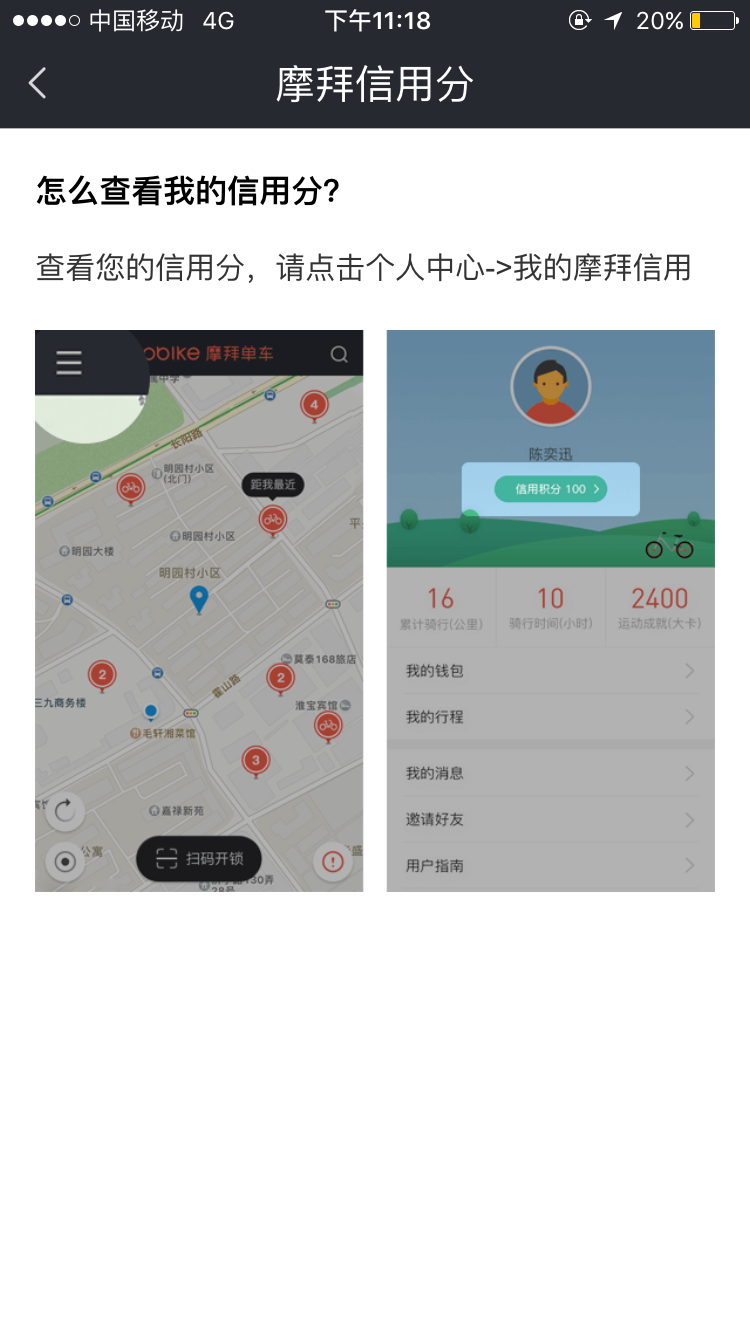 中国移动 4G 下午11:18 20%
摩拜信用分
怎么查看我的信用分?
查看您的信用分，请点击个人中心->我的摩拜信用
obike 摩拜单车
属中学
4
长阳路
明园村小区
(北门)
距我最近
明园村小区
平
明园大楼
明园村小区
莫泰168旅店
2
2
霍山路
三九商务楼
淮宝宾馆
毛轩湘菜馆
3
嘉禄新苑
公寓
扫码开锁
盛
130弄
28号
陈奕迅
信用积分 100
16
累计骑行(公里)
10
骑行时间(小时)
2400
运动成就(大卡)
我的钱包
我的行程
我的消息
邀请好友
用户指南